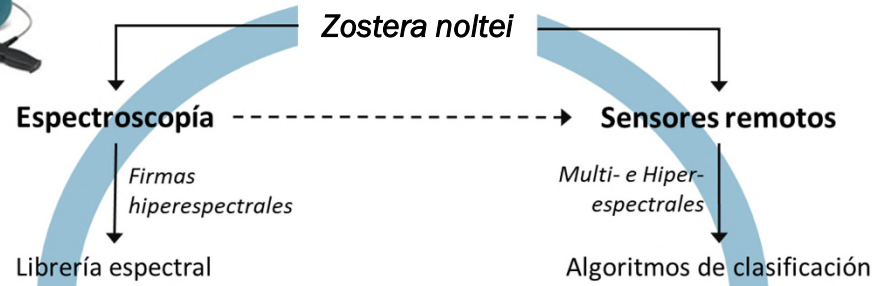 Zostera noltei
Espectroscopía
Sensores remotos
Firmas
hiperespectrales
Multi- e Hiper-
espectrales
Librería espectral
Algoritmos de clasificación